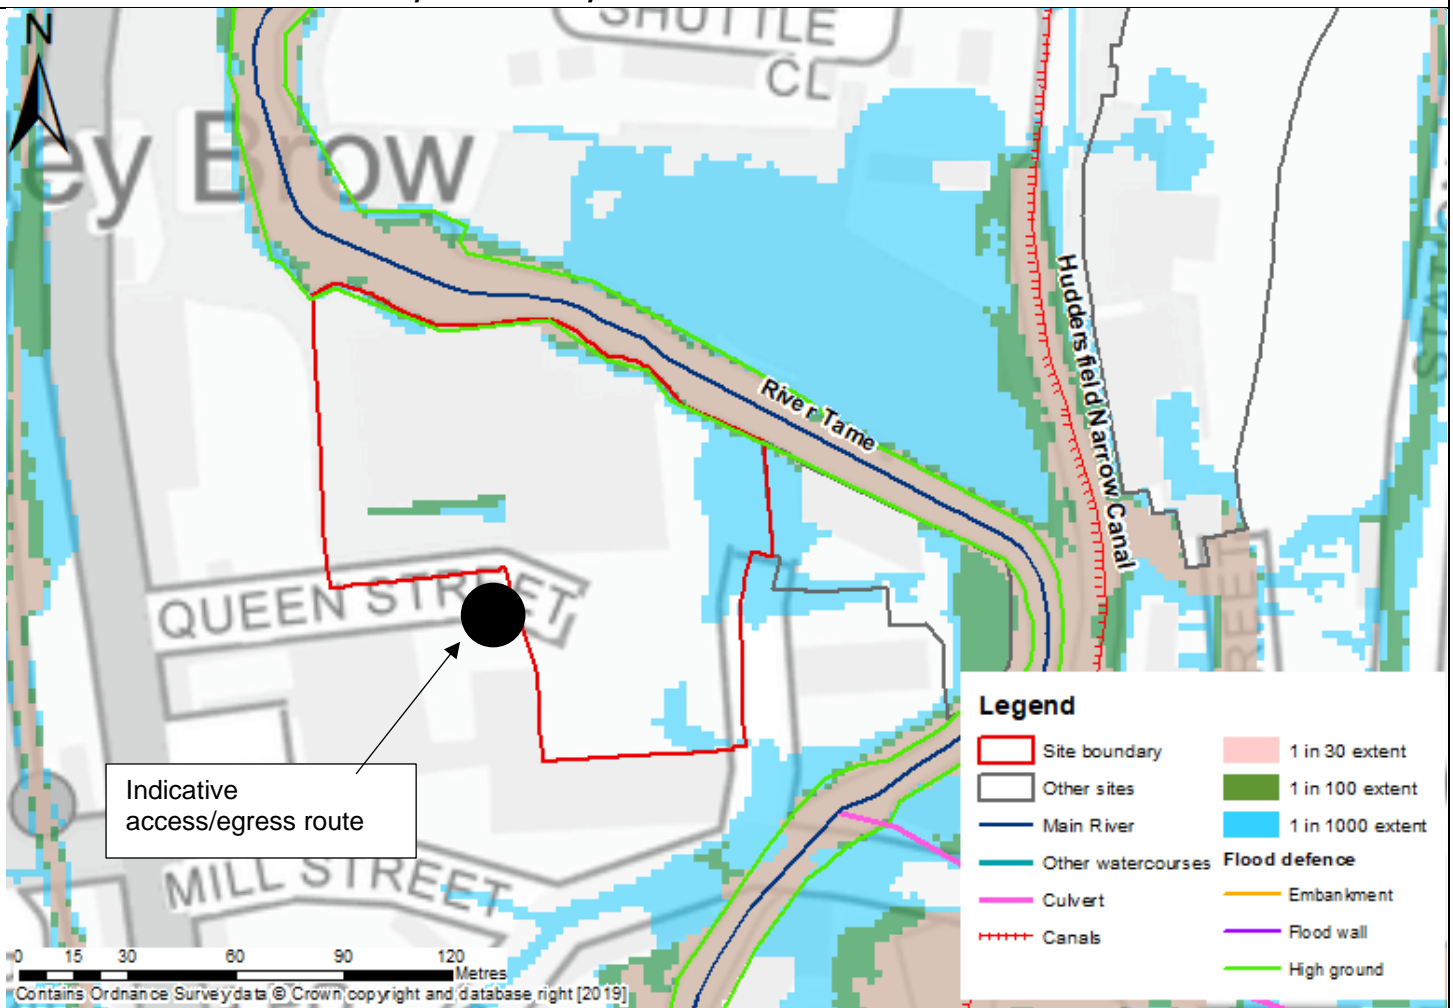 N
SHUTTLE
CL
ey Brow
Huddersfield Narrow Canal
River Tame
QUEEN STREET
REET
Indicative
access/egress route
MILL STREET
Legend
Site boundary
Other sites
Main River
Other watercourses
Culvert
Canals
1 in 30 extent
1 in 100 extent
1 in 1000 extent
Flood defence
Embankment
Flood wall
High ground
0 15 30 60 90 120
Metres
Contains Ordnance Survey data © Crown copyright and database right [2019]